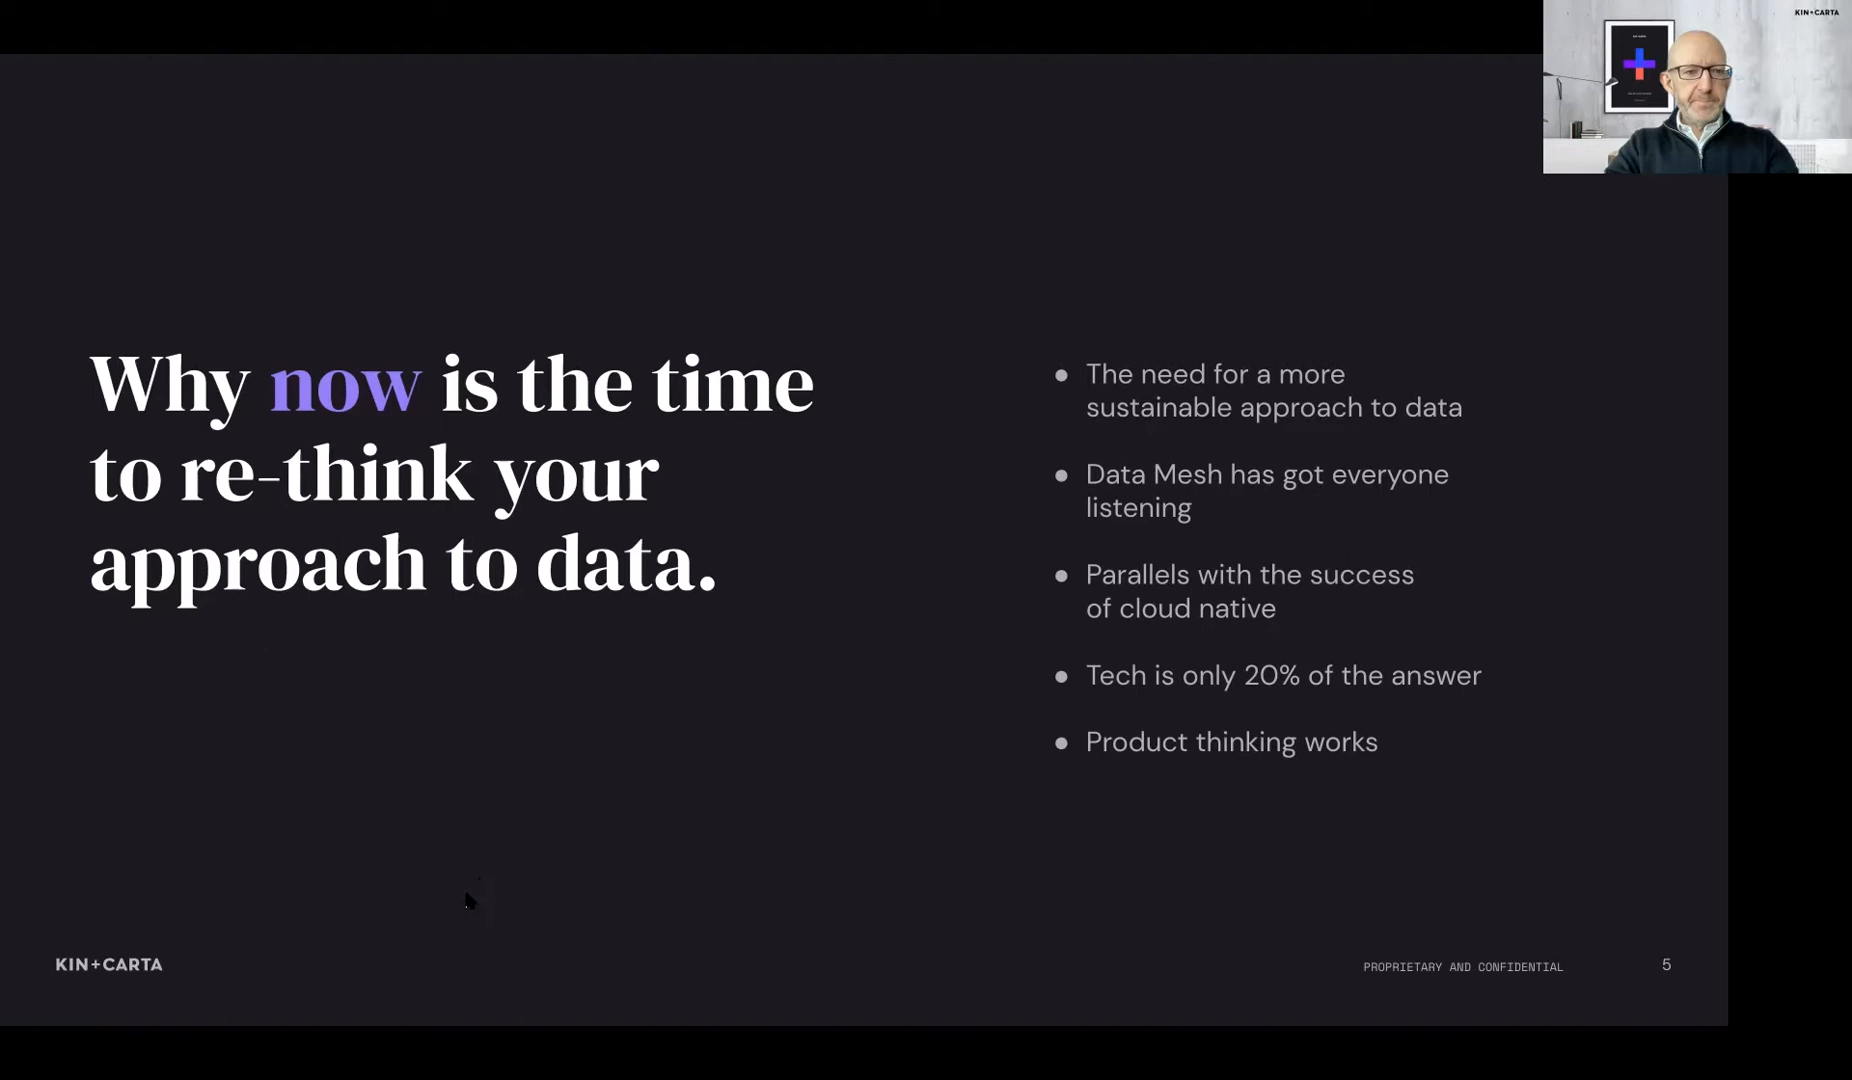 KIN+CARTA
Why now is the time
to re-think your
approach to data.
● The need for a more
sustainable approach to data
● Data Mesh has got everyone
listening
● Parallels with the success
of cloud native
● Tech is only 20% of the answer
● Product thinking works
KIN+CARTA
PROPRIETARY AND CONFIDENTIAL
5